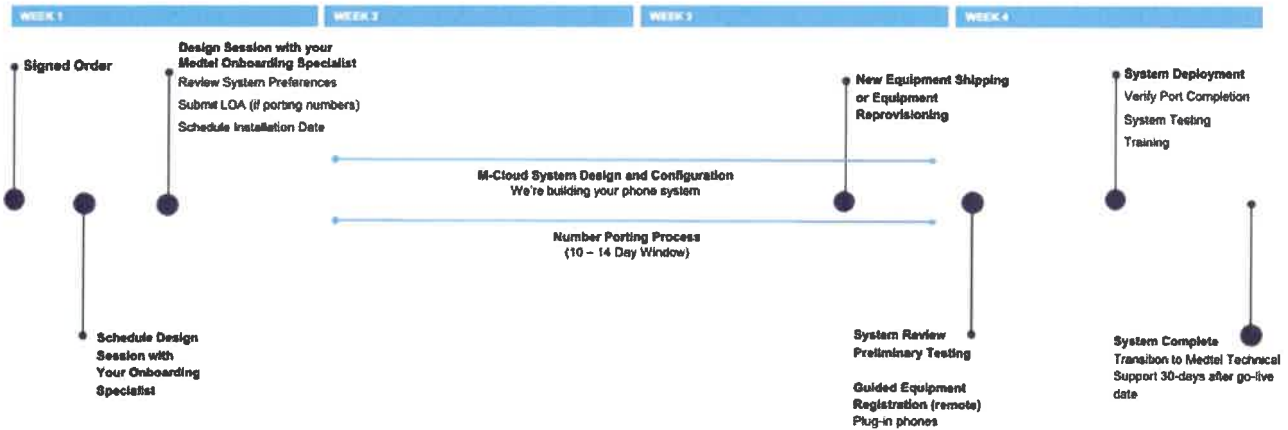 WEEK 1
WEEK 2
WEEK 3
WEEK 4
Signed Order
Design Session with your
Medtel Onboarding Specialist
Review System Preferences
Submit LOA (if porting numbers)
Schedule Installation Date
New Equipment Shipping
or Equipment
Reprovisioning
System Deployment
Verify Port Completion
System Testing
Training
M-Cloud System Design and Configuration
We're building your phone system
Number Porting Process
(10 – 14 Day Window)
Schedule Design
Session with
Your Onboarding
Specialist
System Review
Preliminary Testing
Guided Equipment
Registration (remote)
Plug-in phones
System Complete
Transition to Medtel Technical
Support 30-days after go-live
date